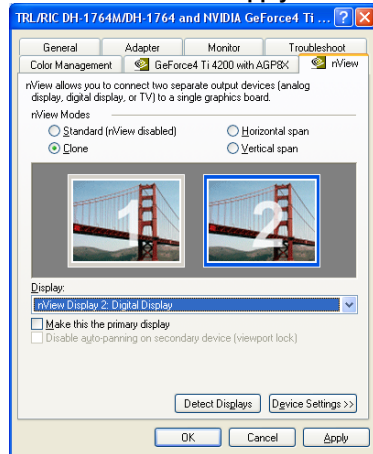 TRL/RIC DH-1764M/DH-1764 and NVIDIA GeForce4 Ti ...
General Adapter Monitor Troubleshoot
Color Management GeForce4 Ti 4200 with AGP8X nView
nView allows you to connect two separate output devices (analog
display, digital display, or TV) to a single graphics board.
nView Modes
Standard (nView disabled) Horizontal span
Clone Vertical span
1 2
Display:
nView Display 2: Digital Display
Make this the primary display
Disable auto-panning on secondary device (viewport lock)
Detect Displays Device Settings >>
OK Cancel Apply